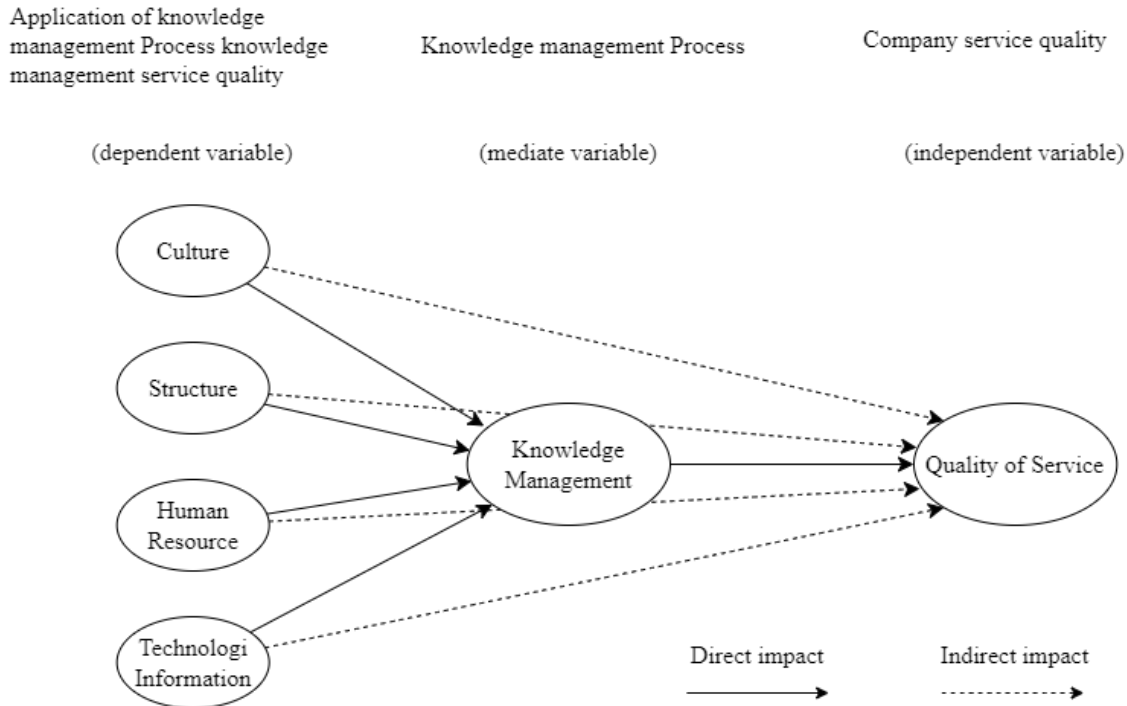 Application of knowledge
management Process knowledge
management service quality
Knowledge management Process
Company service quality
(dependent variable)
(mediate variable)
(independent variable)
Culture
Structure
Knowledge
Management
Quality of Service
Human
Resource
Technologi
Information
Direct impact
Indirect impact